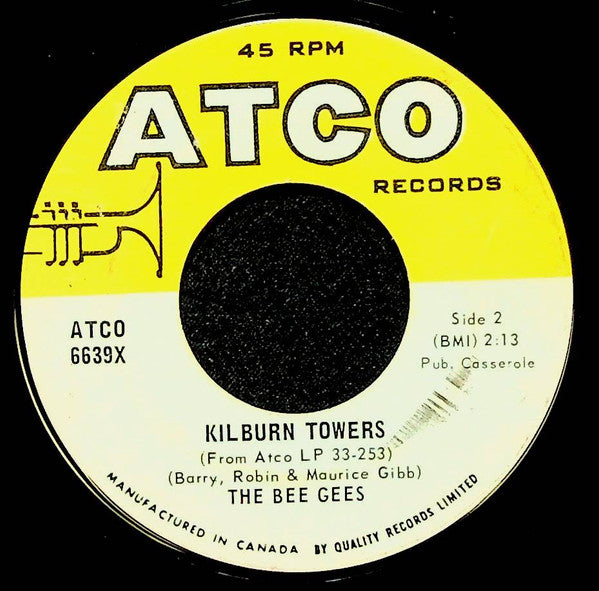 45 RPM
ATCO
RECORDS
ATCO
6639X
Side 2
(BMI) 2:13
Pub. Casserole
KILBURN TOWERS
(From Atco LP 33-253)
(Barry, Robin & Maurice Gibb)
THE BEE GEES
MANUFACTURED IN CANADA BY QUALITY RECORDS LIMITED